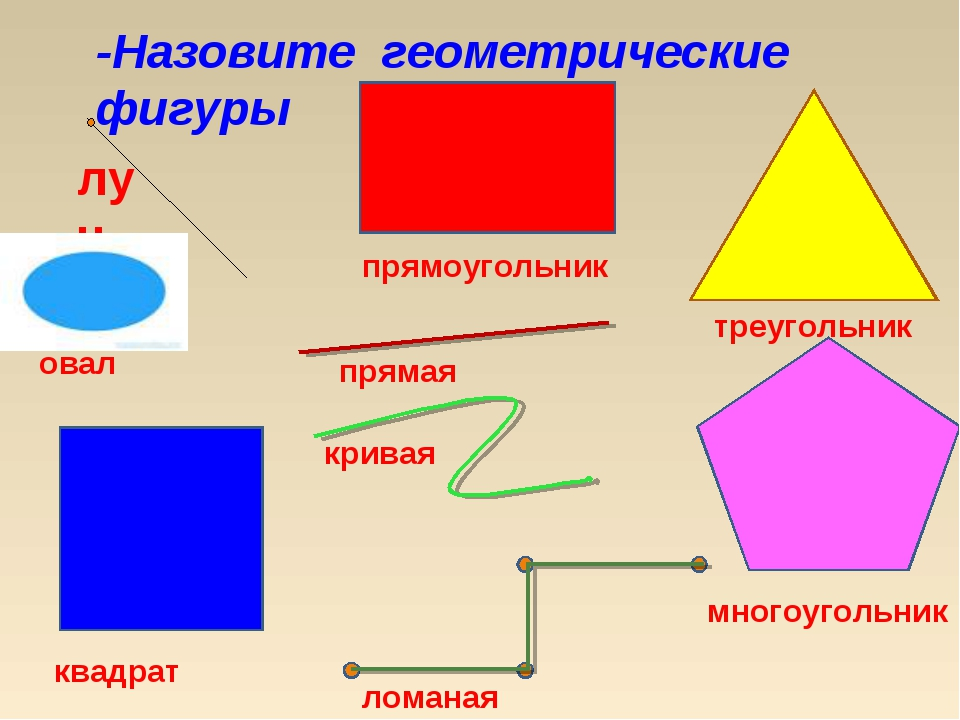 -Назовите геометрические
фигуры
лу
прямоугольник
треугольник
овал
прямая
кривая
многоугольник
квадрат
ломаная